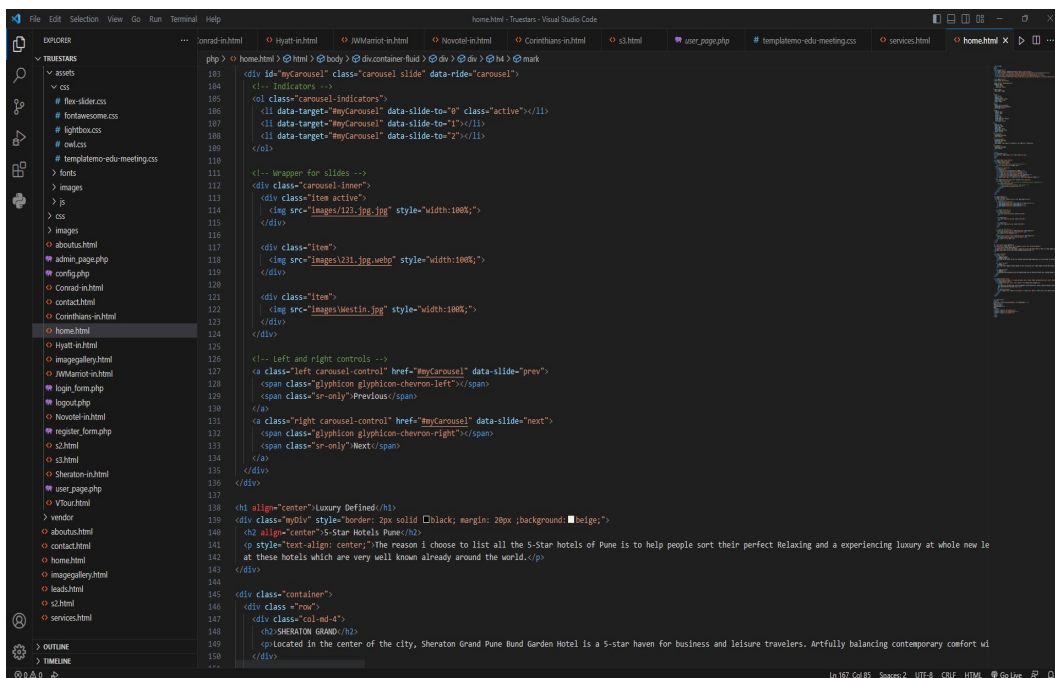 File Edit Selection View Go Run Terminal Help
home.html - Truestars - Visual Studio Code
EXPLORER
Conrad-in.html Hyatt-in.html JWMarriot-in.html Novotel-in.html Corinthians-in.html s3.html user_page.php # templatemo-edu-meeting.css services.html home.html
php > home.html > html > body > div.container-fluid > div > div > h4 > mark
TRUESTARS
assets
css
# flex-slider.css
# fontawesome.css
# lightbox.css
# owl.css
# templatemo-edu-meeting.css
fonts
images
js
css
images
aboutus.html
admin_page.php
config.php
Conrad-in.html
contact.html
Corinthians-in.html
home.html
Hyatt-in.html
imagegallery.html
JWMarriot-in.html
login_form.php
logout.php
Novotel-in.html
register_form.php
s2.html
s3.html
Sheraton-in.html
user_page.php
VTour.html
vendor
aboutus.html
contact.html
home.html
imagegallery.html
leads.html
s2.html
services.html
OUTLINE
TIMELINE
103 <div id="myCarousel" class="carousel slide" data-ride="carousel">
104 <!-- Indicators -->
105 <ol class="carousel-indicators">
106 <li data-target="#myCarousel" data-slide-to="0" class="active"></li>
107 <li data-target="#myCarousel" data-slide-to="1"></li>
108 <li data-target="#myCarousel" data-slide-to="2"></li>
109 </ol>
110
111 <!-- Wrapper for slides -->
112 <div class="carousel-inner">
113 <div class="item active">
114 <img src="images/123.jpg.jpg" style="width:100%;">
115 </div>
116
117 <div class="item">
118 <img src="images\231.jpg.webp" style="width:100%;">
119 </div>
120
121 <div class="item">
122 <img src="images\Westin.jpg" style="width:100%;">
123 </div>
124 </div>
125
126 <!-- Left and right controls -->
127 <a class="left carousel-control" href="#myCarousel" data-slide="prev">
128 <span class="glyphicon glyphicon-chevron-left"></span>
129 <span class="sr-only">Previous</span>
130 </a>
131 <a class="right carousel-control" href="#myCarousel" data-slide="next">
132 <span class="glyphicon glyphicon-chevron-right"></span>
133 <span class="sr-only">Next</span>
134 </a>
135 </div>
136 </div>
137
138 <h1 align="center">Luxury Defined</h1>
139 <div class="myDiv" style="border: 2px solid black; margin: 20px ;background: beige;">
140 <h2 align="center">5-Star Hotels Pune</h2>
141 <p style="text-align: center;">The reason i choose to list all the 5-Star hotels of Pune is to help people sort their perfect Relaxing and a experiencing luxury at whole new le
142 at these hotels which are very well known already around the world.</p>
143 </div>
144
145 <div class="container">
146 <div class ="row">
147 <div class="col-md-4">
148 <h2>SHERATON GRAND</h2>
149 <p>Located in the center of the city, Sheraton Grand Pune Bund Garden Hotel is a 5-star haven for business and leisure travelers. Artfully balancing contemporary comfort wi
150 </div>
0 0 Ln 167, Col 85 Spaces: 2 UTF-8 CRLF HTML Go Live